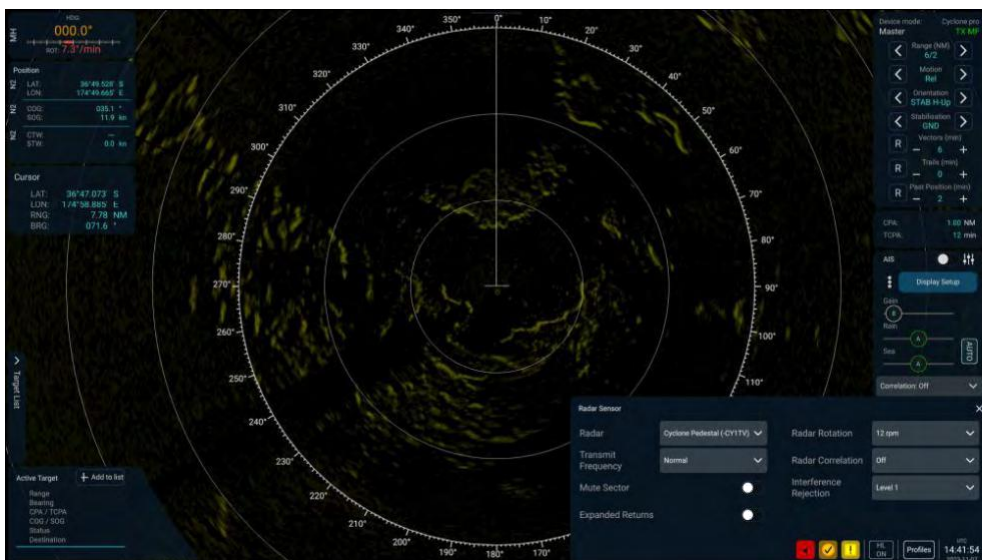 HDG
000.0°
MH
ROT: 7.3°/min
Position
N2
LAT: 36°49.528' S
LON: 174°49.665' E
N2
COG: 035.1 °
SOG: 11.9 kn
N2
CTW: —
STW: 0.0 kn
Cursor
LAT: 36°47.073' S
LON: 174°58.885' E
RNG: 7.78 NM
BRG: 071.6 °
Target List
Active Target
Add to list
Range
Bearing
CPA / TCPA
COG / SOG
Status
Destination
350° 0° 10°
340° 20°
330°
320° 40°
310° 50°
300° 60°
290° 70°
280° 80°
270° 90°
260° 100°
250° 110°
240°
230°
220°
210°
200° 190° 180° 170°
Device mode: Cyclone pro
Master TX MF
Range (NM)
6/2
Motion
Rel
Orientation
STAB H-Up
Stabilisation
GND
Vectors (min)
R – 6 +
Trails (min)
R – 0 +
Past Position (min)
R – 2 +
CPA: 1.00 NM
TCPA: 12 min
AIS
Display Setup
Gain
Rain
A
Sea
A
AUTO
Correlation: Off
Radar Sensor
Radar
Cyclone Pedestal (-CY1TV)
Radar Rotation
12 rpm
Transmit Frequency
Normal
Radar Correlation
Off
Mute Sector
Interference Rejection
Level 1
Expanded Returns
HL
ON
Profiles
UTC
14:41:54